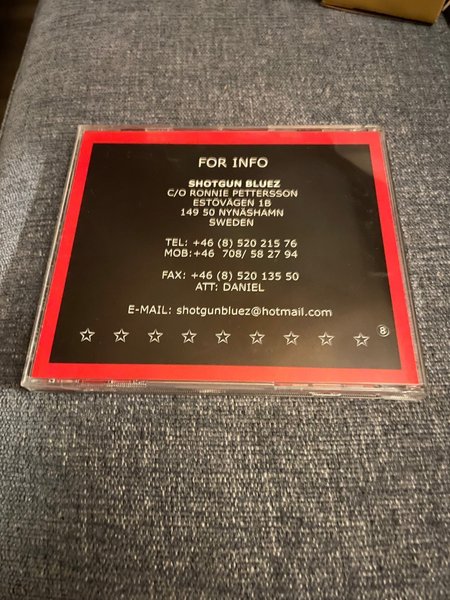 FOR INFO
SHOTGUN BLUEZ
C/O RONNIE PETTERSSON
ESTÖVÄGEN 1B
149 50 NYNÄSHAMN
SWEDEN
TEL: +46 (8) 520 215 76
MOB:+46 708/ 58 27 94
FAX: +46 (8) 520 135 50
ATT: DANIEL
E-MAIL: shotgunbluez@hotmail.com